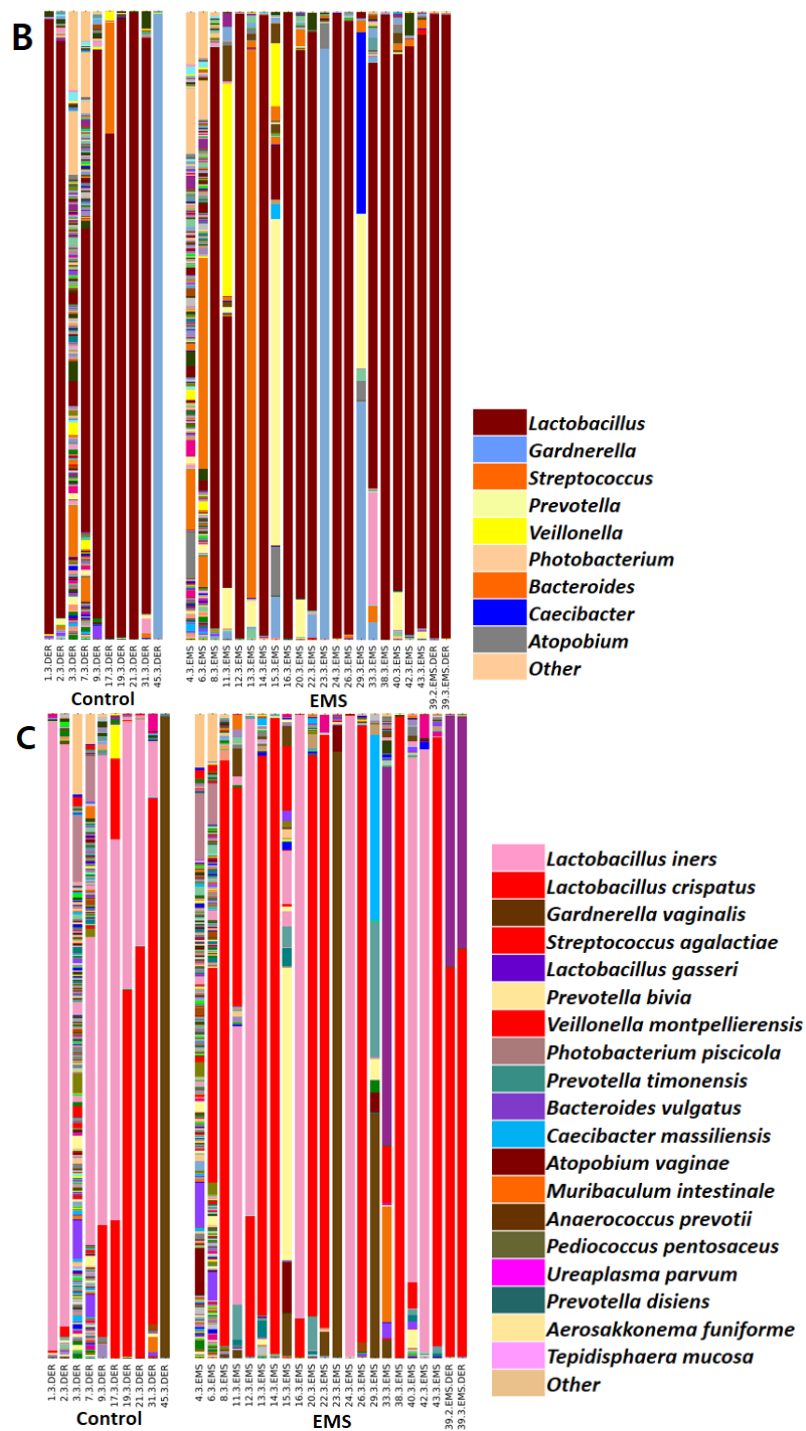 B
Lactobacillus
Gardnerella
Streptococcus
Prevotella
Veillonella
Photobacterium
Bacteroides
Caecibacter
Atopobium
Other
1.3.DER
2.3.DER
3.3.DER
7.3.DER
9.3.DER
17.3.DER
19.3.DER
21.3.DER
31.3.DER
45.3.DER
4.3.EMS
6.3.EMS
8.3.EMS
11.3.EMS
12.3.EMS
13.3.EMS
14.3.EMS
15.3.EMS
16.3.EMS
20.3.EMS
22.3.EMS
23.3.EMS
24.3.EMS
26.3.EMS
29.3.EMS
33.3.EMS
38.3.EMS
40.3.EMS
42.3.EMS
43.3.EMS
39.2.EMS.DER
39.3.EMS.DER
Control
EMS
C
Lactobacillus iners
Lactobacillus crispatus
Gardnerella vaginalis
Streptococcus agalactiae
Lactobacillus gasseri
Prevotella bivia
Veillonella montpellierensis
Photobacterium piscicola
Prevotella timonensis
Bacteroides vulgatus
Caecibacter massiliensis
Atopobium vaginae
Muribaculum intestinale
Anaerococcus prevotii
Pediococcus pentosaceus
Ureaplasma parvum
Prevotella disiens
Aerosakkonema funiforme
Tepidisphaera mucosa
Other
1.3.DER
2.3.DER
3.3.DER
7.3.DER
9.3.DER
17.3.DER
19.3.DER
21.3.DER
31.3.DER
45.3.DER
4.3.EMS
6.3.EMS
8.3.EMS
11.3.EMS
12.3.EMS
13.3.EMS
14.3.EMS
15.3.EMS
16.3.EMS
20.3.EMS
22.3.EMS
23.3.EMS
24.3.EMS
26.3.EMS
29.3.EMS
33.3.EMS
38.3.EMS
40.3.EMS
42.3.EMS
43.3.EMS
39.2.EMS.DER
39.3.EMS.DER
Control
EMS